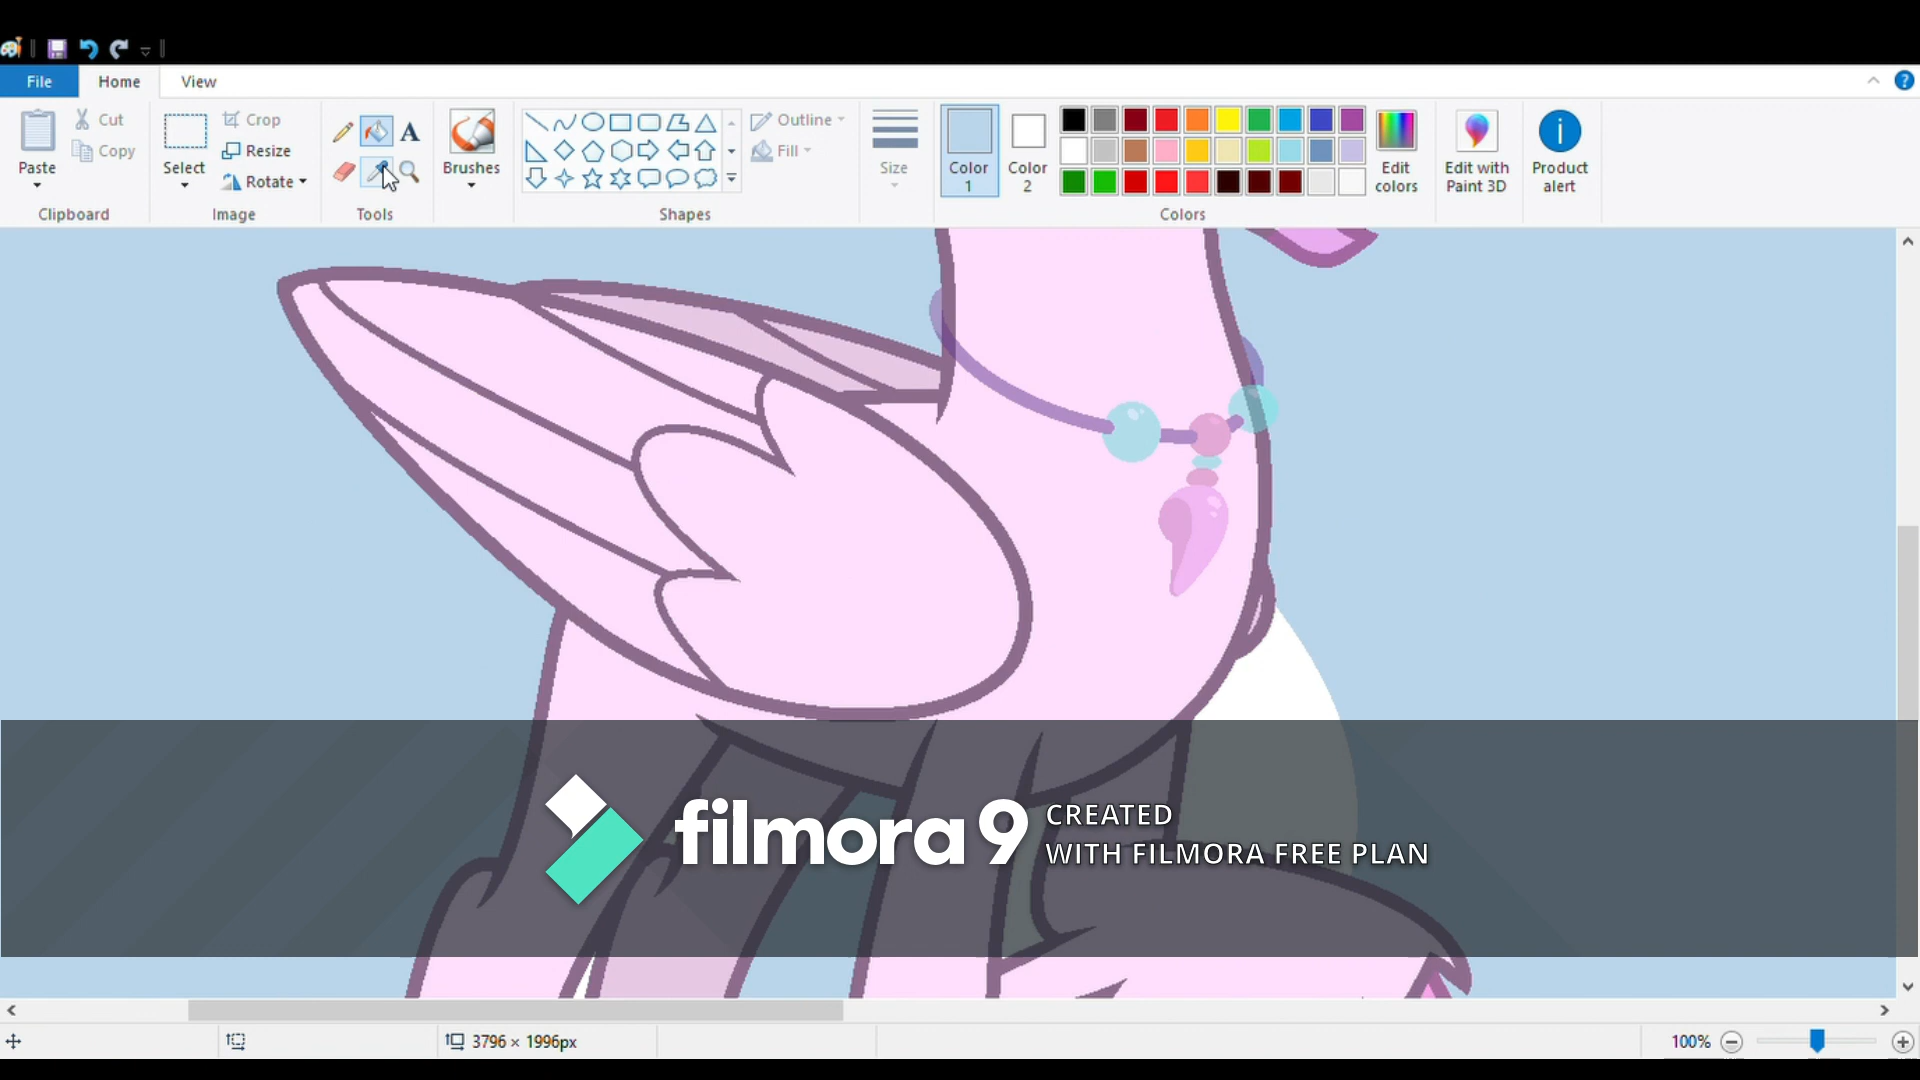 File Home View
Paste
Cut
Copy
Clipboard
Select
Crop
Resize
Rotate
Image
A
Tools
Brushes
Shapes
Outline
Fill
Size
Color
1
Color
2
Colors
Edit
colors
Edit with
Paint 3D
Product
alert
filmora9
CREATED
WITH FILMORA FREE PLAN
3796 × 1996px
100%